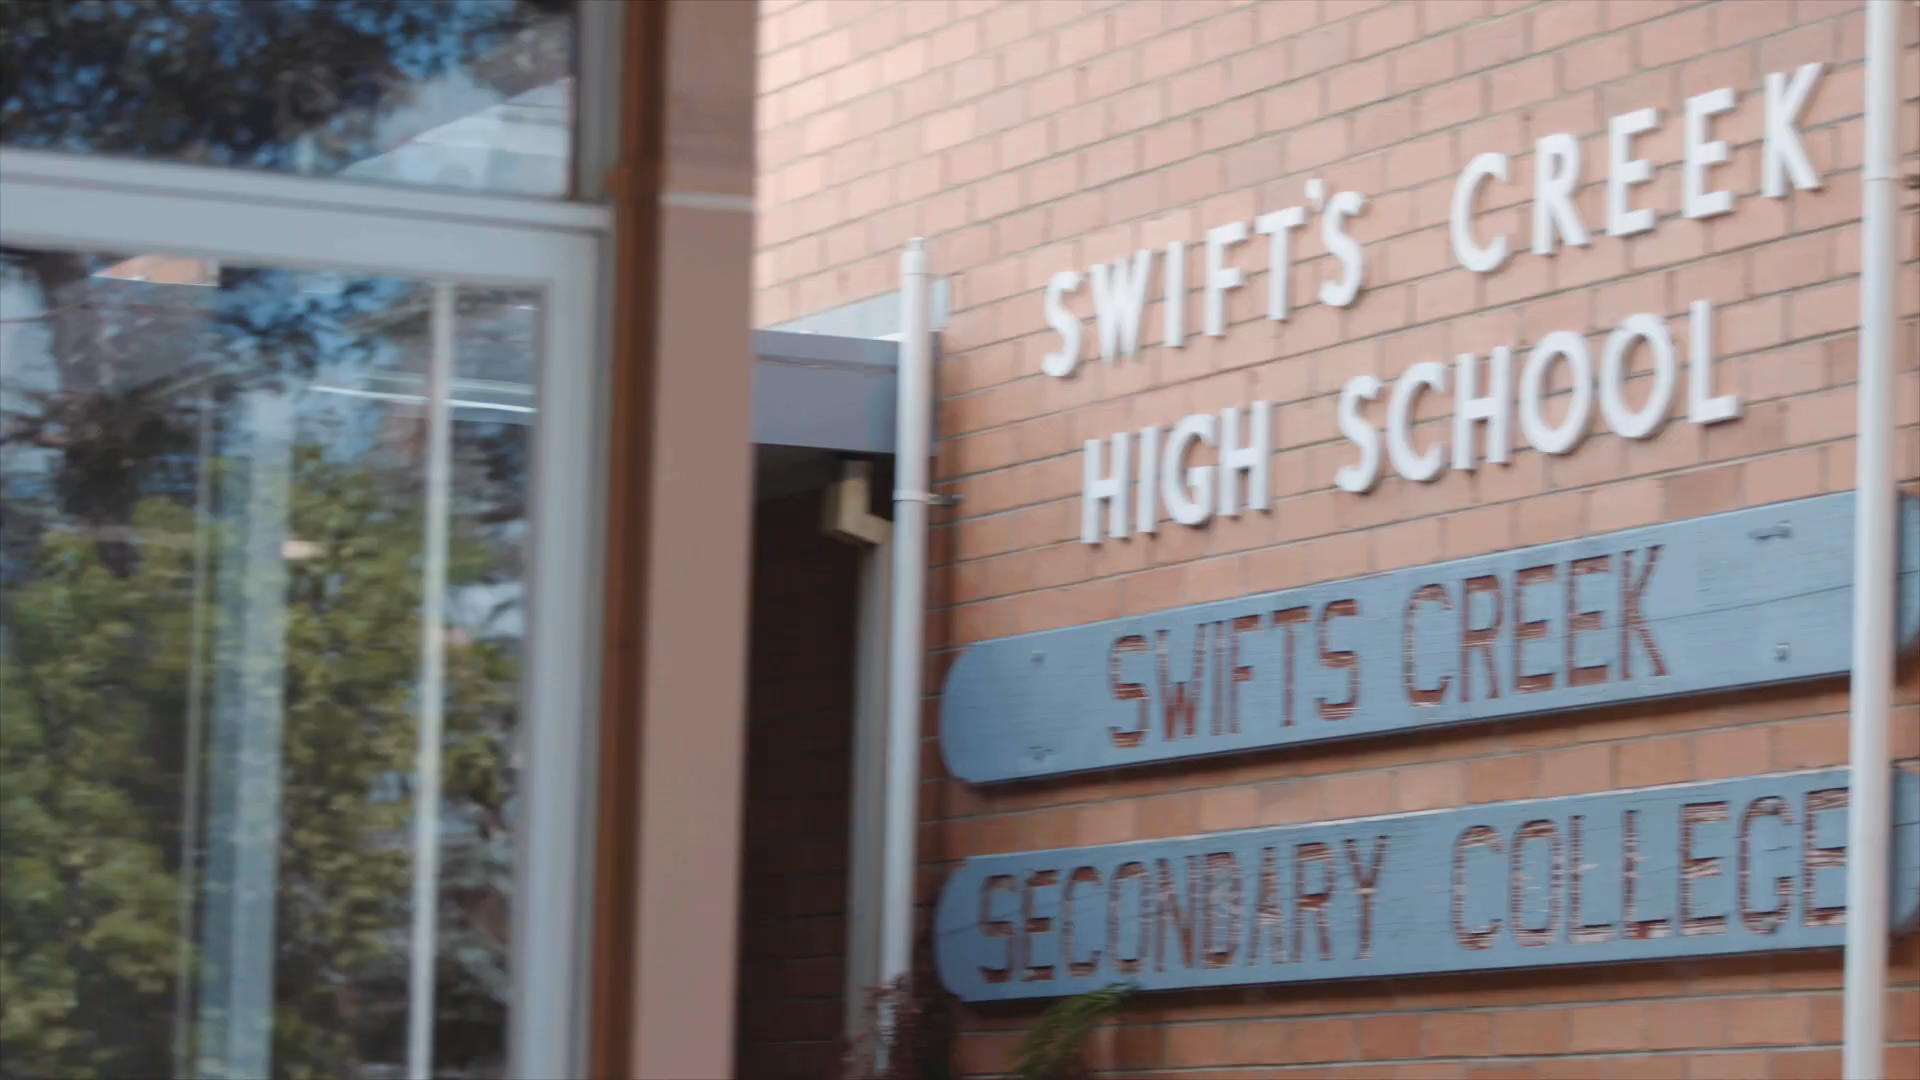 SWIFT'S CREEK
HIGH SCHOOL
SWIFTS CREEK
SECONDARY COLLEGE